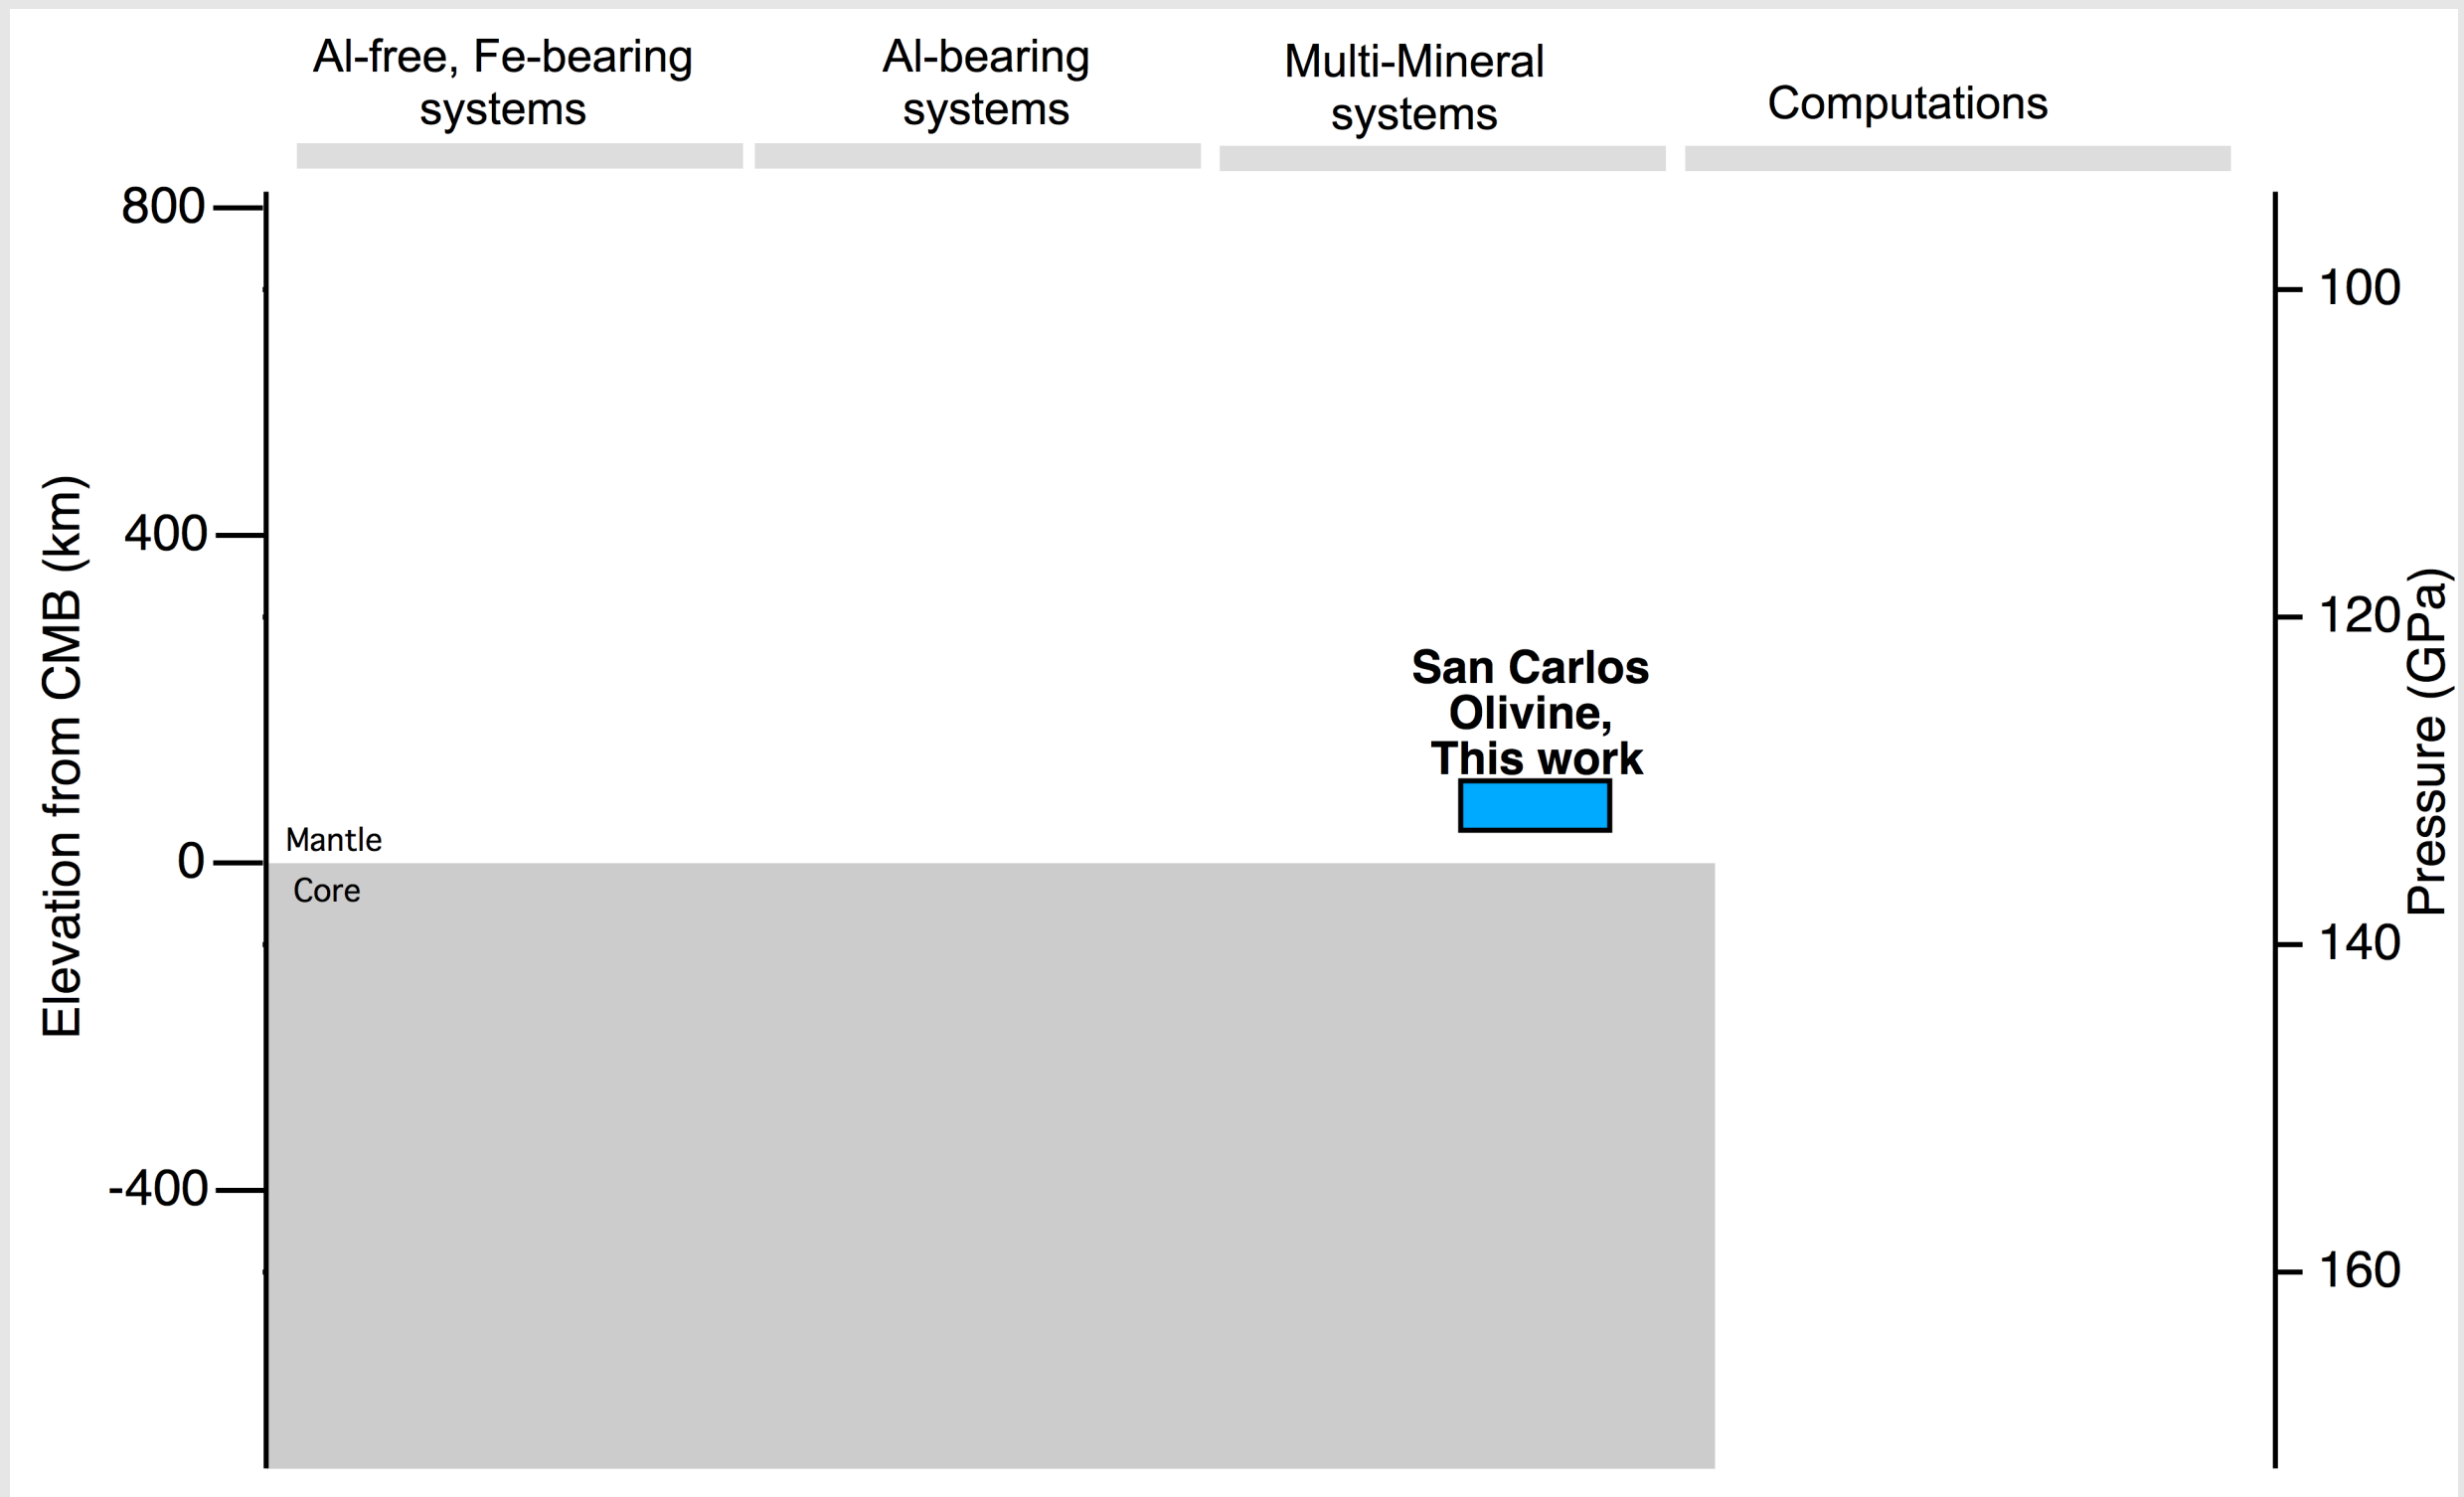 Al-free, Fe-bearing
systems
Al-bearing
systems
Multi-Mineral
systems
Computations
800
400
0
-400
Elevation from CMB (km)
Mantle
Core
San Carlos
Olivine,
This work
100
120
140
160
Pressure (GPa)